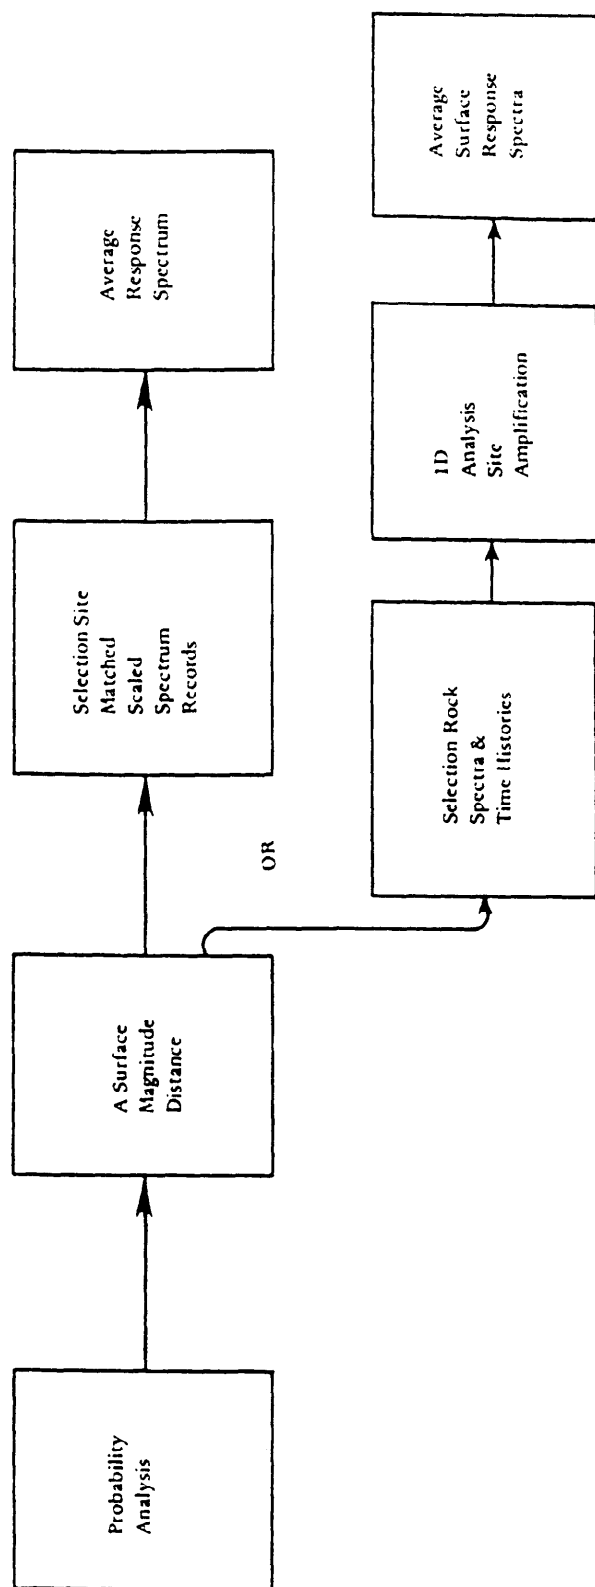 Probability
Analysis
A Surface
Magnitude
Distance
Selection Site
Matched
Scaled
Spectrum
Records
Average
Response
Spectrum
OR
Selection Rock
Spectra &
Time Histories
1D
Analysis
Site
Amplification
Average
Surface
Response
Spectra